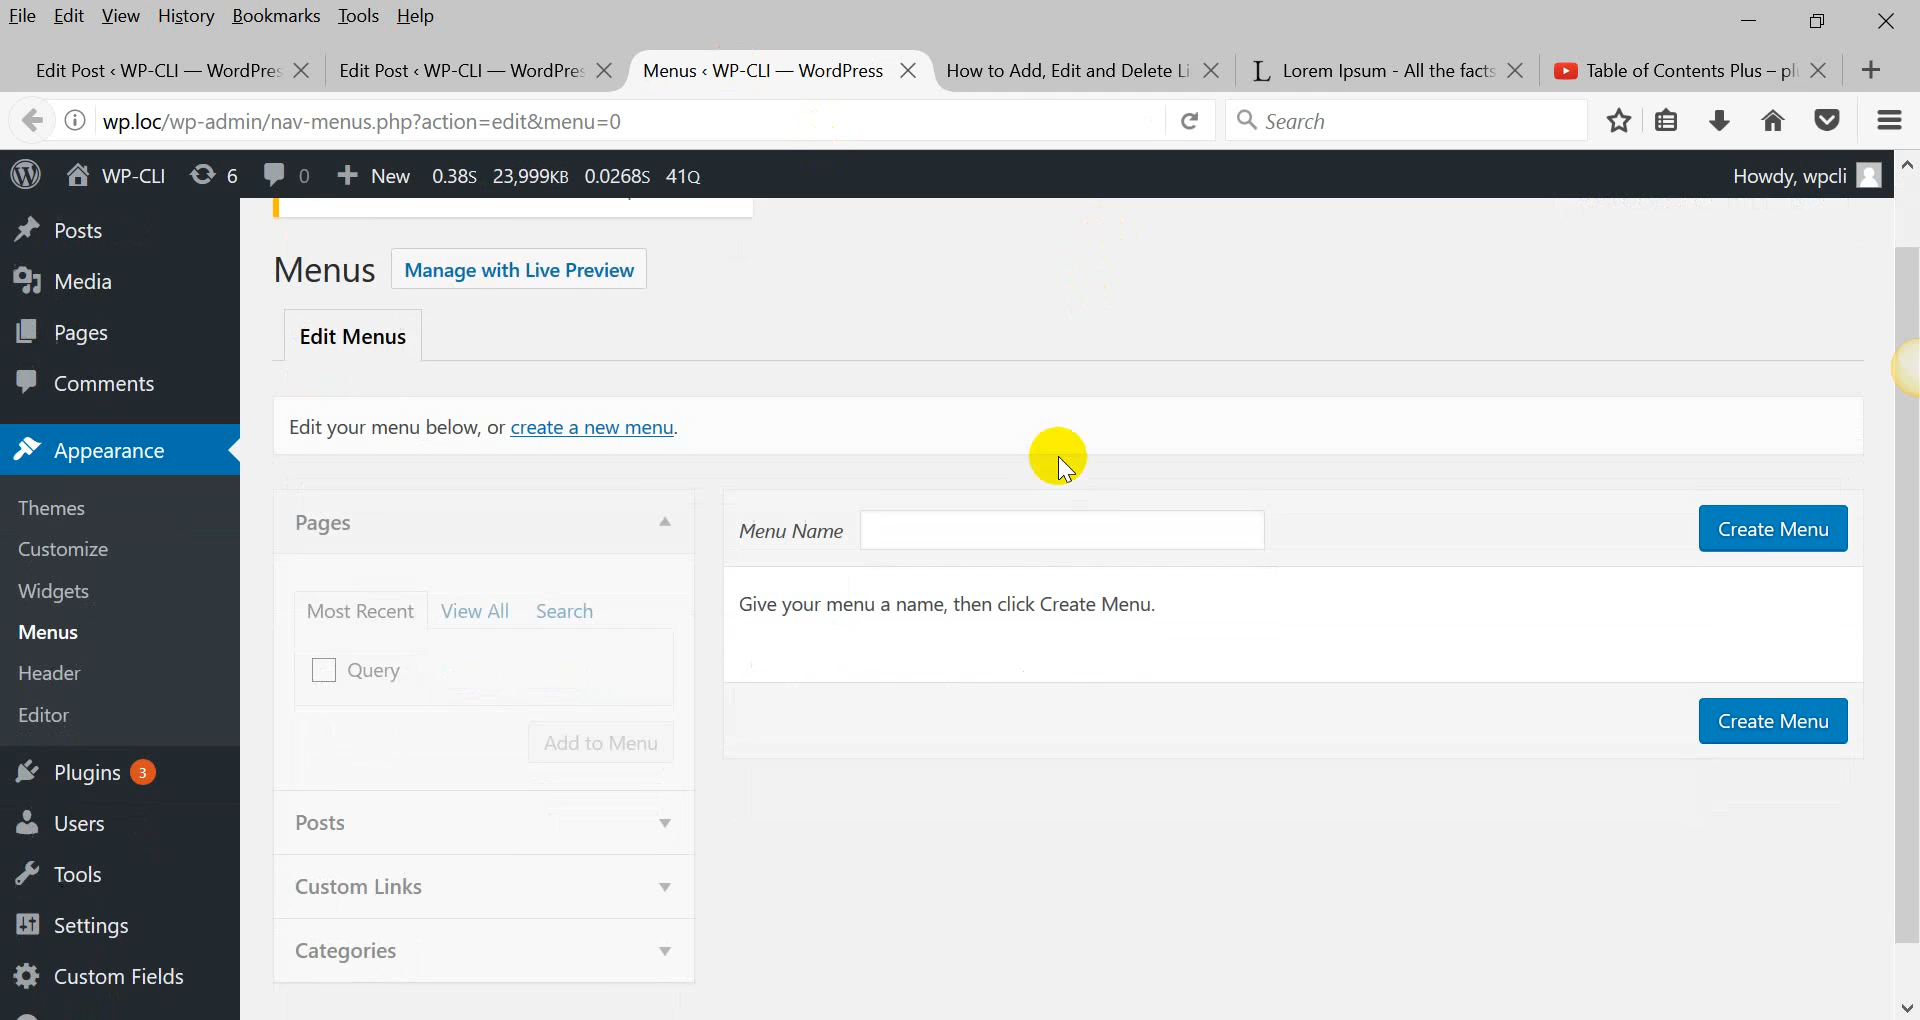 File Edit View History Bookmarks Tools Help
Edit Post ‹ WP-CLI — WordPres Edit Post ‹ WP-CLI — WordPres Menus ‹ WP-CLI — WordPress How to Add, Edit and Delete Li Lorem Ipsum - All the facts Table of Contents Plus – pl
wp.loc/wp-admin/nav-menus.php?action=edit&menu=0 Search
WP-CLI 6 0 New 0.38s 23,999KB 0.0268s 41Q Howdy, wpcli
Posts
Media
Pages
Comments
Appearance
Themes
Customize
Widgets
Menus
Header
Editor
Plugins 3
Users
Tools
Settings
Custom Fields
Menus Manage with Live Preview
Edit Menus
Edit your menu below, or create a new menu.
Pages
Most Recent View All Search
Query
Add to Menu
Posts
Custom Links
Categories
Menu Name Create Menu
Give your menu a name, then click Create Menu.
Create Menu